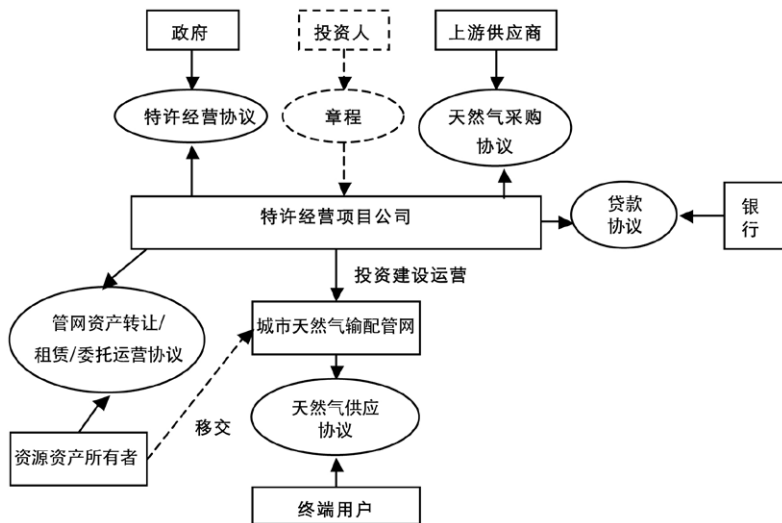 政府
投资人
上游供应商
特许经营协议
章程
天然气采购
协议
特许经营项目公司
贷款
协议
银
行
投资建设运营
管网资产转让/
租赁/委托运营协议
城市天然气输配管网
天然气供应
协议
移交
资源资产所有者
终端用户